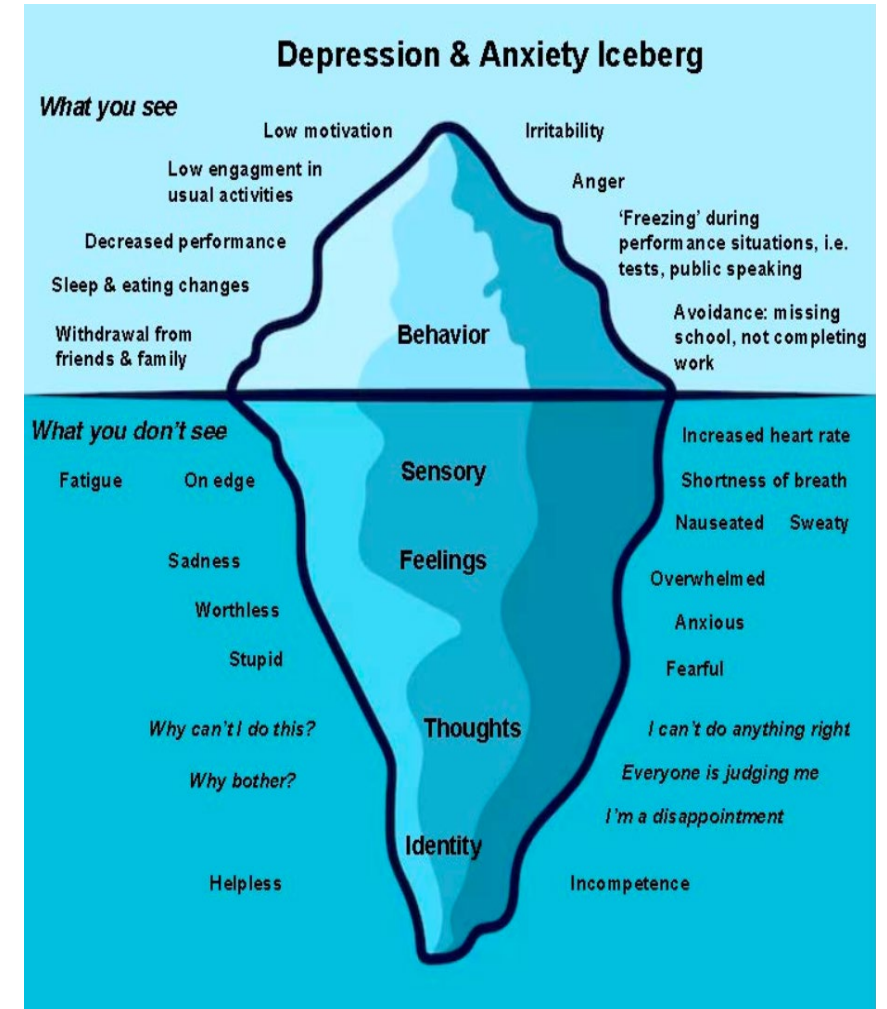 Depression & Anxiety Iceberg
What you see
Low motivation
Irritability
Low engagment in
usual activities
Anger
Decreased performance
'Freezing' during
performance situations, i.e.
tests, public speaking
Sleep & eating changes
Withdrawal from
friends & family
Behavior
Avoidance: missing
school, not completing
work
What you don't see
Increased heart rate
Fatigue
On edge
Sensory
Shortness of breath
Nauseated
Sweaty
Sadness
Feelings
Overwhelmed
Worthless
Anxious
Stupid
Fearful
Why can't I do this?
Thoughts
I can't do anything right
Why bother?
Everyone is judging me
I'm a disappointment
Identity
Helpless
Incompetence